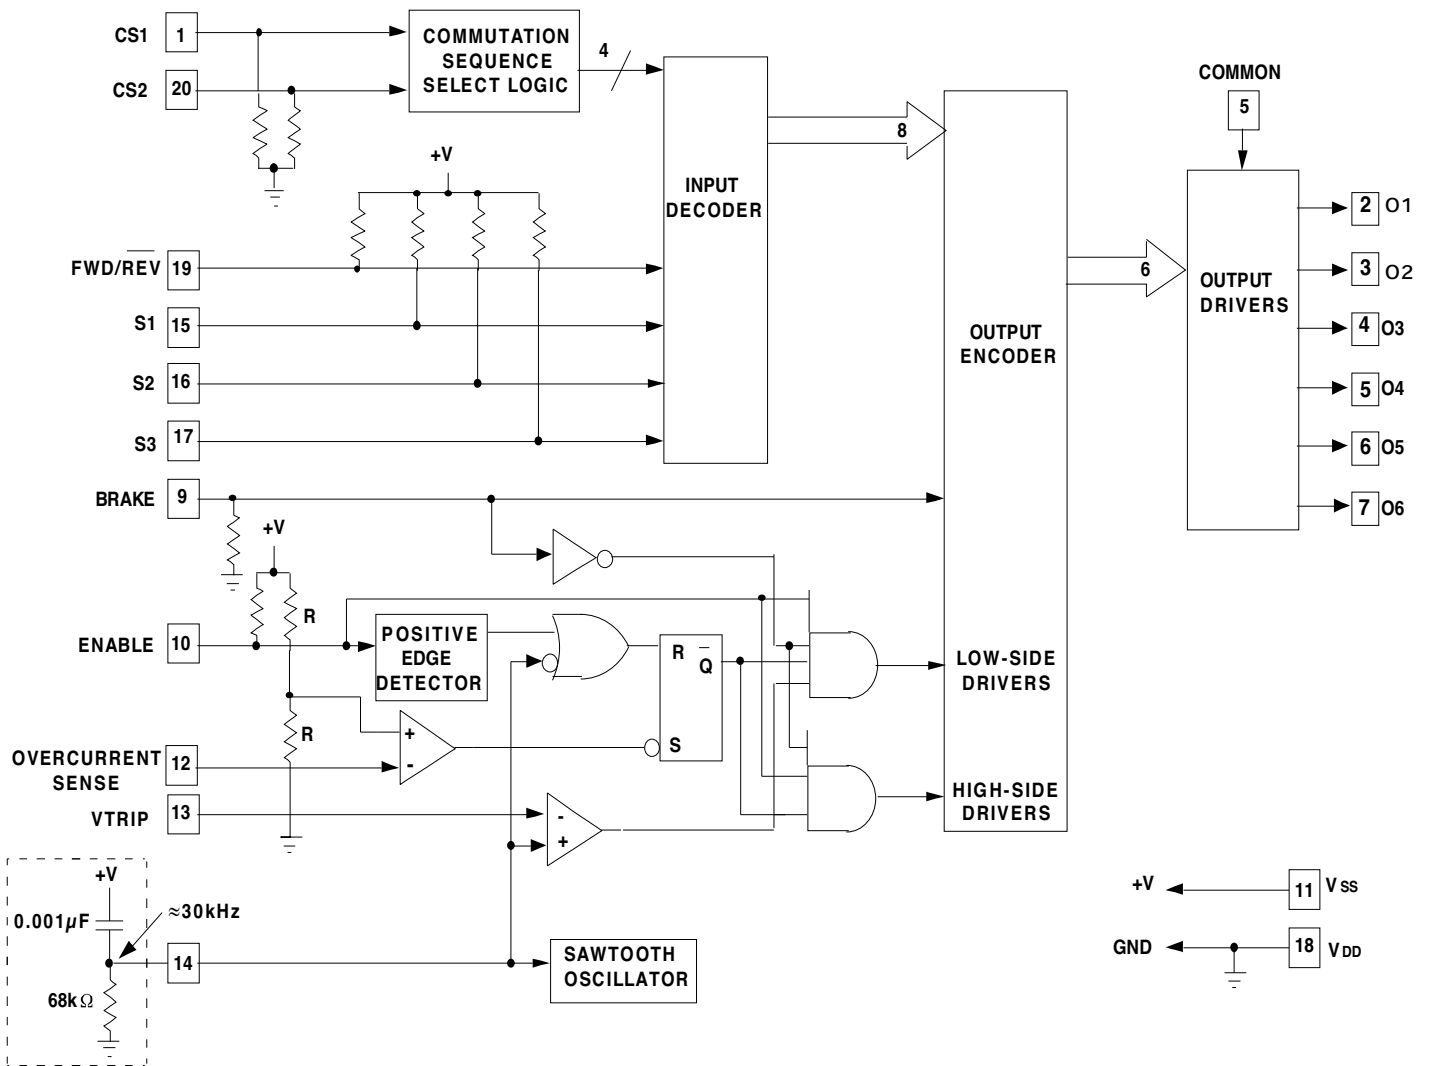 CS1 1
CS2 20
COMMUTATION
SEQUENCE
SELECT LOGIC
4
+V
FWD/REV 19
S1 15
S2 16
S3 17
INPUT
DECODER
8
COMMON
5
OUTPUT
ENCODER
6
OUTPUT
DRIVERS
2 O1
3 O2
4 O3
5 O4
6 O5
7 O6
BRAKE 9
+V
R
ENABLE 10
POSITIVE
EDGE
DETECTOR
R Q
S
LOW-SIDE
DRIVERS
R
+
-
OVERCURRENT
SENSE
12
VTRIP 13
-
+
HIGH-SIDE
DRIVERS
+V
0.001µF
≈30kHz
14
68kΩ
SAWTOOTH
OSCILLATOR
+V 11 VSS
GND 18 VDD